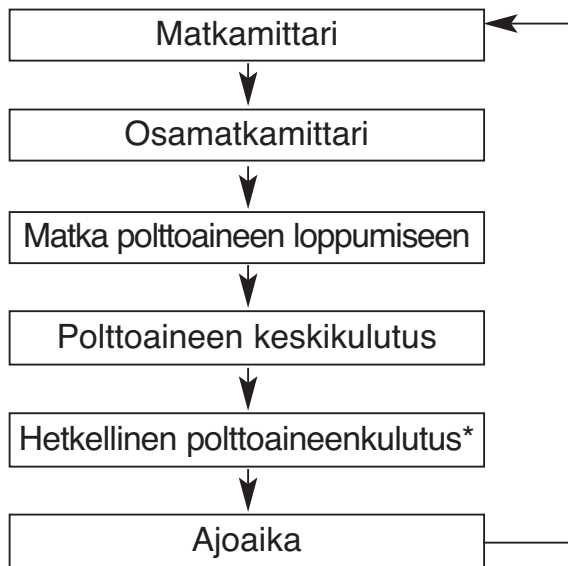 Matkamittari
Osamatkamittari
Matka polttoaineen loppumiseen
Polttoaineen keskikulutus
Hetkellinen polttoaineenkulutus*
Ajoaika